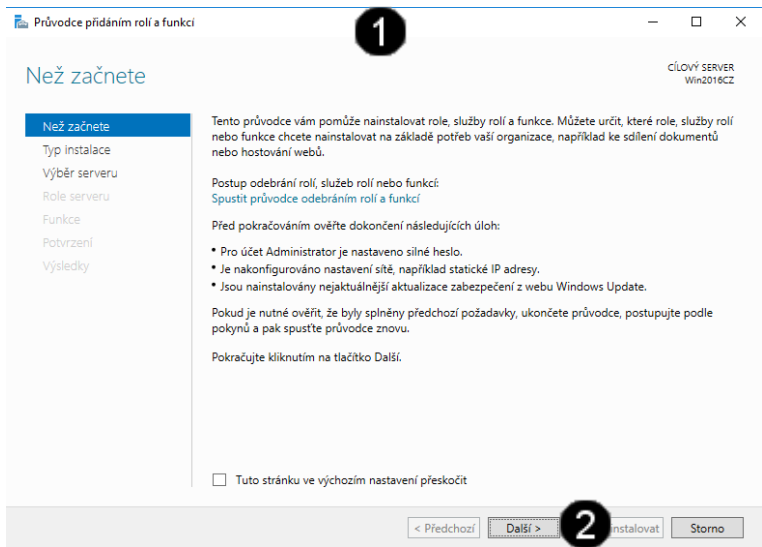 Průvodce přidáním rolí a funkcí
1
Než začnete
CÍLOVÝ SERVER
Win2016CZ
Než začnete
Typ instalace
Výběr serveru
Role serveru
Funkce
Potvrzení
Výsledky
Tento průvodce vám pomůže nainstalovat role, služby rolí a funkce. Můžete určit, které role, služby rolí
nebo funkce chcete nainstalovat na základě potřeb vaší organizace, například ke sdílení dokumentů
nebo hostování webů.
Postup odebrání rolí, služeb rolí nebo funkcí:
Spustit průvodce odebráním rolí a funkcí
Před pokračováním ověřte dokončení následujících úloh:
• Pro účet Administrator je nastaveno silné heslo.
• Je nakonfigurováno nastavení sítě, například statické IP adresy.
• Jsou nainstalovány nejaktuálnější aktualizace zabezpečení z webu Windows Update.
Pokud je nutné ověřit, že byly splněny předchozí požadavky, ukončete průvodce, postupujte podle
pokynů a pak spusťte průvodce znovu.
Pokračujte kliknutím na tlačítko Další.
Tuto stránku ve výchozím nastavení přeskočit
< Předchozí Další > 2 nstalovat Storno